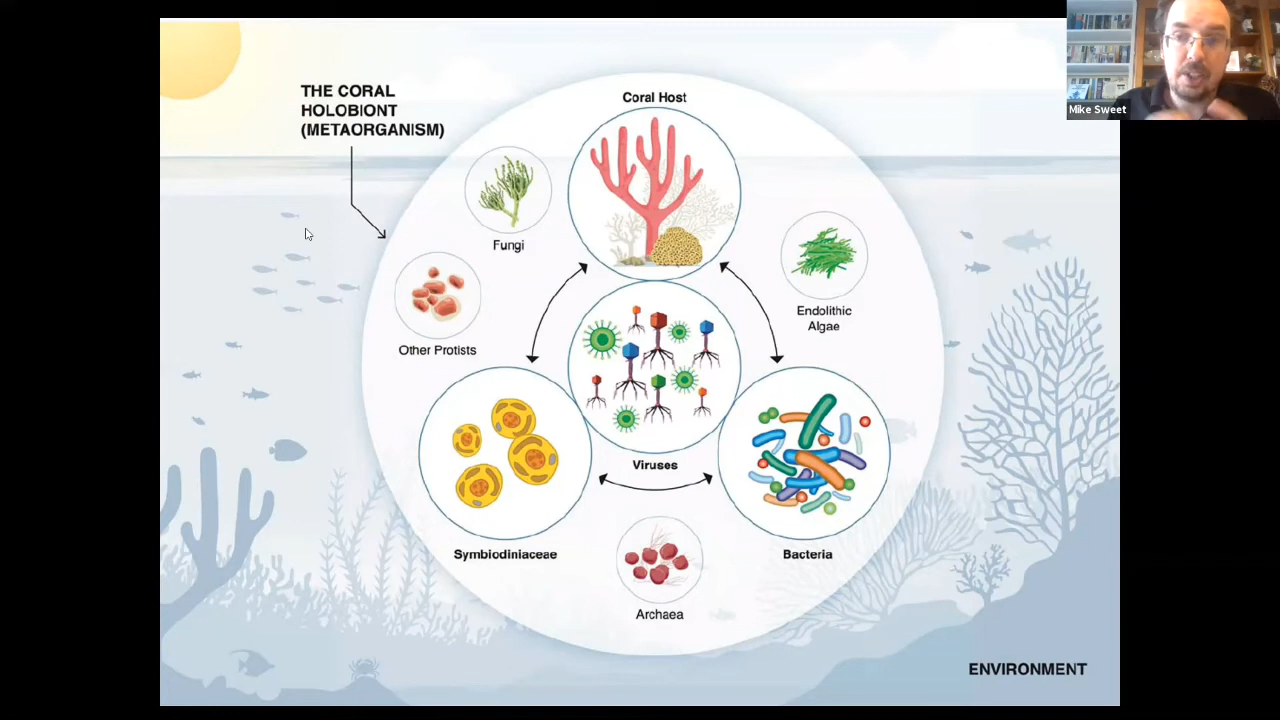 THE CORAL
HOLOBIONT
(METAORGANISM)
Coral Host
Mike Sweet
Fungi
Endolithic
Algae
Other Protists
Viruses
Symbiodiniaceae
Bacteria
Archaea
ENVIRONMENT